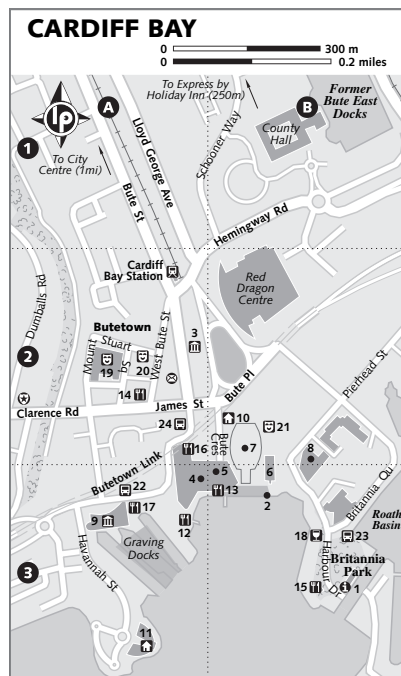 CARDIFF BAY
0 300 m
0 0.2 miles
To Express by
Holiday Inn (250m)
Former
Bute East
Docks
lp
A
B
County
Hall
1
To City
Centre (1mi)
Lloyd George Ave
Bute St
Schooner Way
Hemingway Rd
Dumballs Rd
Cardiff
Bay Station
Red
Dragon
Centre
Butetown
3
2
Mount Stuart Sq
West Bute St
19
20
Bute Pl
Pierhead St
14
Clarence Rd
James St
10
24
Bute Cres
7
21
8
16
Butetown Link
5
6
4
22
13
2
Britannia Qu
Roath
Basin
17
9
12
18
23
Graving
Docks
Harbour Dr
Britannia
Park
3
Havannah St
15
1
11